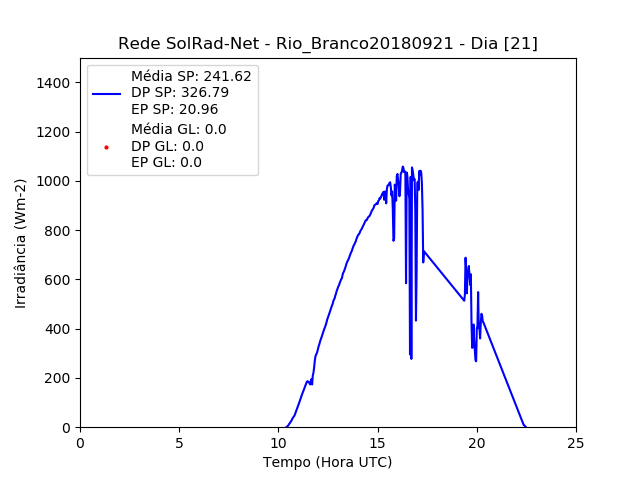 Rede SolRad-Net - Rio_Branco20180921 - Dia [21]
Média SP: 241.62
DP SP: 326.79
EP SP: 20.96
Média GL: 0.0
DP GL: 0.0
EP GL: 0.0
Irradiância (Wm-2)
1400
1200
1000
800
600
400
200
0
0 5 10 15 20 25
Tempo (Hora UTC)